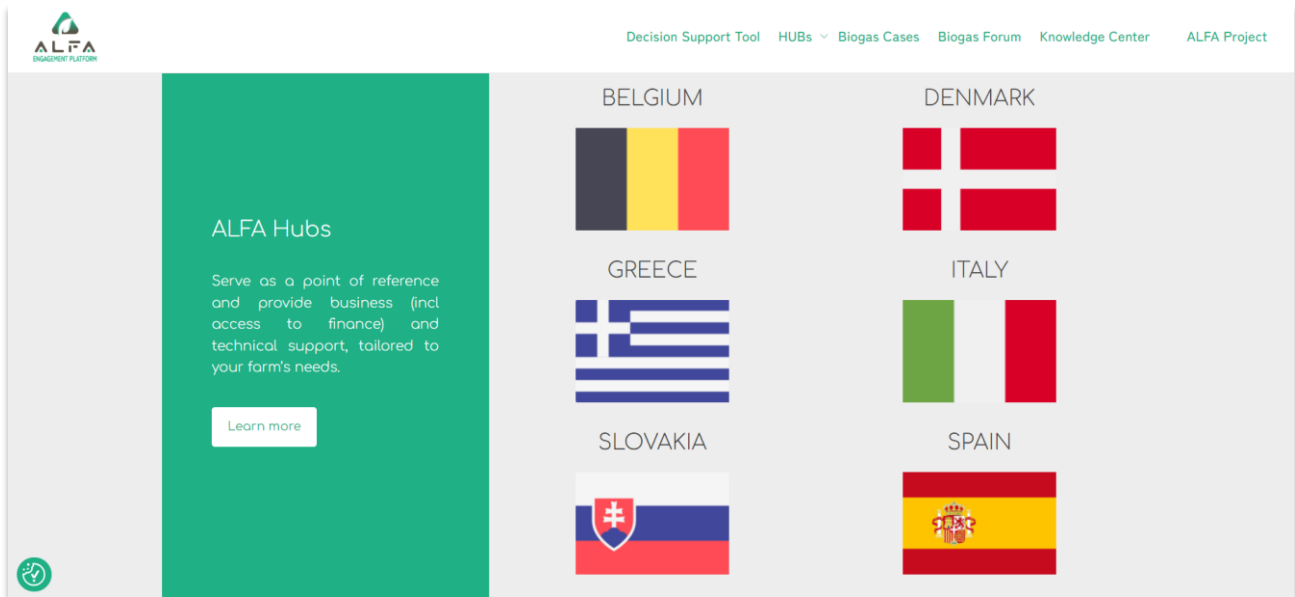 ALFA
ENGAGEMENT PLATFORM
Decision Support Tool HUBs Biogas Cases Biogas Forum Knowledge Center ALFA Project
BELGIUM DENMARK
ALFA Hubs
Serve as a point of reference
and provide business (incl
access to finance) and
technical support, tailored to
your farm's needs.
Learn more
GREECE ITALY
SLOVAKIA SPAIN